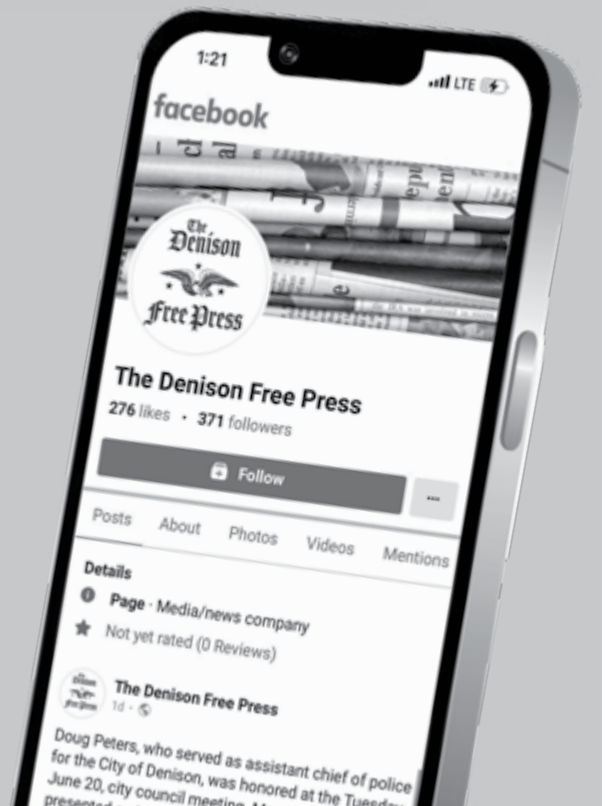 1:21
LTE
facebook
The
Denison
Free Press
The Denison Free Press
276 likes · 371 followers
Follow
Posts About Photos Videos Mentions
Details
Page · Media/news company
Not yet rated (0 Reviews)
The Denison Free Press
1d ·
Doug Peters, who served as assistant chief of police
for the City of Denison, was honored at the Tuesday
June 20, city council meeting.
presented